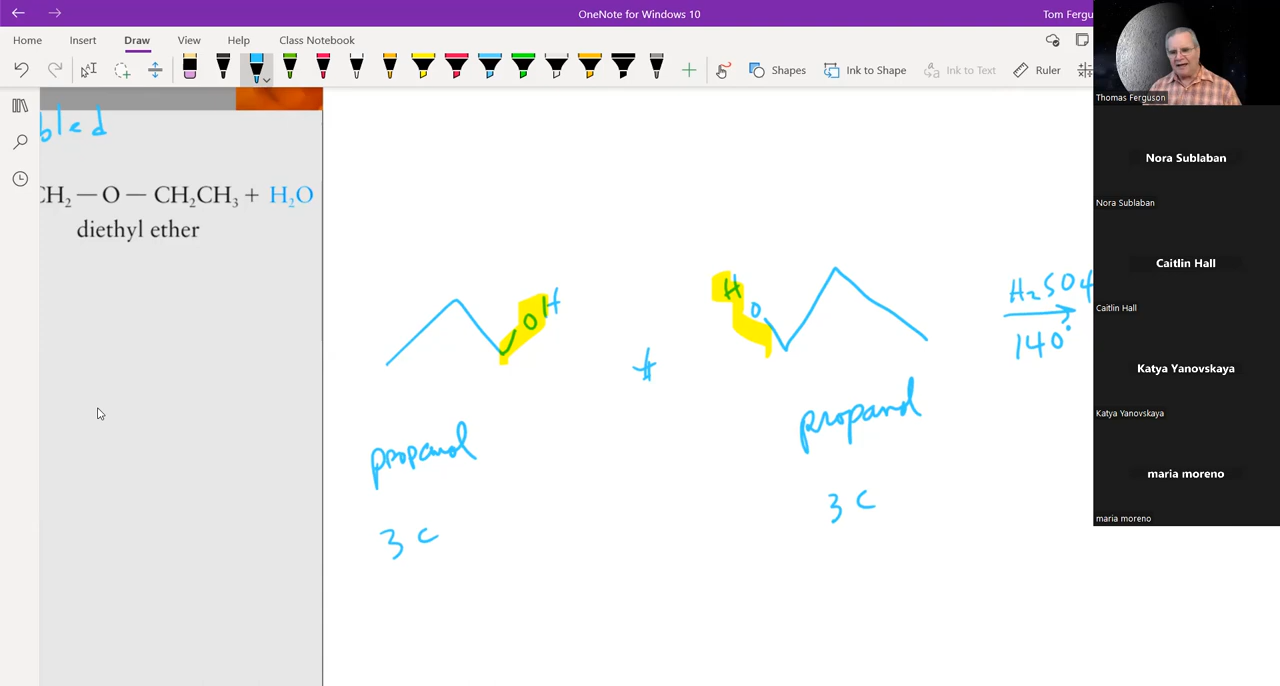 OneNote for Windows 10
Tom Fergu
Home Insert Draw View Help Class Notebook
Shapes Ink to Shape Ink to Text Ruler
Thomas Ferguson
bled
CH₂ — O — CH₂CH₃ + H₂O
diethyl ether
OH
H
O
+
H₂SO4
140°
propanol
3 C
propanol
3 C
Nora Sublaban
Nora Sublaban
Caitlin Hall
Caitlin Hall
Katya Yanovskaya
Katya Yanovskaya
maria moreno
maria moreno